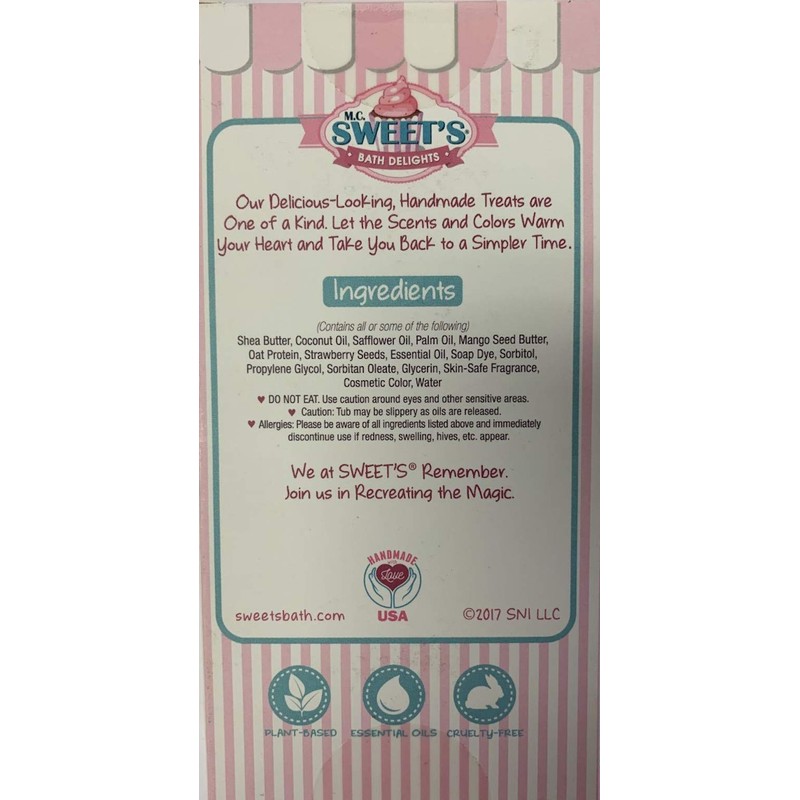 M.C.
SWEET'S
• BATH DELIGHTS •
Our Delicious-Looking, Handmade Treats are
One of a Kind. Let the Scents and Colors Warm
Your Heart and Take You Back to a Simpler Time.
Ingredients
(Contains all or some of the following)
Shea Butter, Coconut Oil, Safflower Oil, Palm Oil, Mango Seed Butter,
Oat Protein, Strawberry Seeds, Essential Oil, Soap Dye, Sorbitol,
Propylene Glycol, Sorbitan Oleate, Glycerin, Skin-Safe Fragrance,
Cosmetic Color, Water
♥ DO NOT EAT. Use caution around eyes and other sensitive areas.
♥ Caution: Tub may be slippery as oils are released.
♥ Allergies: Please be aware of all ingredients listed above and immediately
discontinue use if redness, swelling, hives, etc. appear.
We at SWEET'S® Remember.
Join us in Recreating the Magic.
HANDMADE
Love
USA
sweetsbath.com
©2017 SNI LLC
PLANT-BASED
ESSENTIAL OILS
CRUELTY-FREE